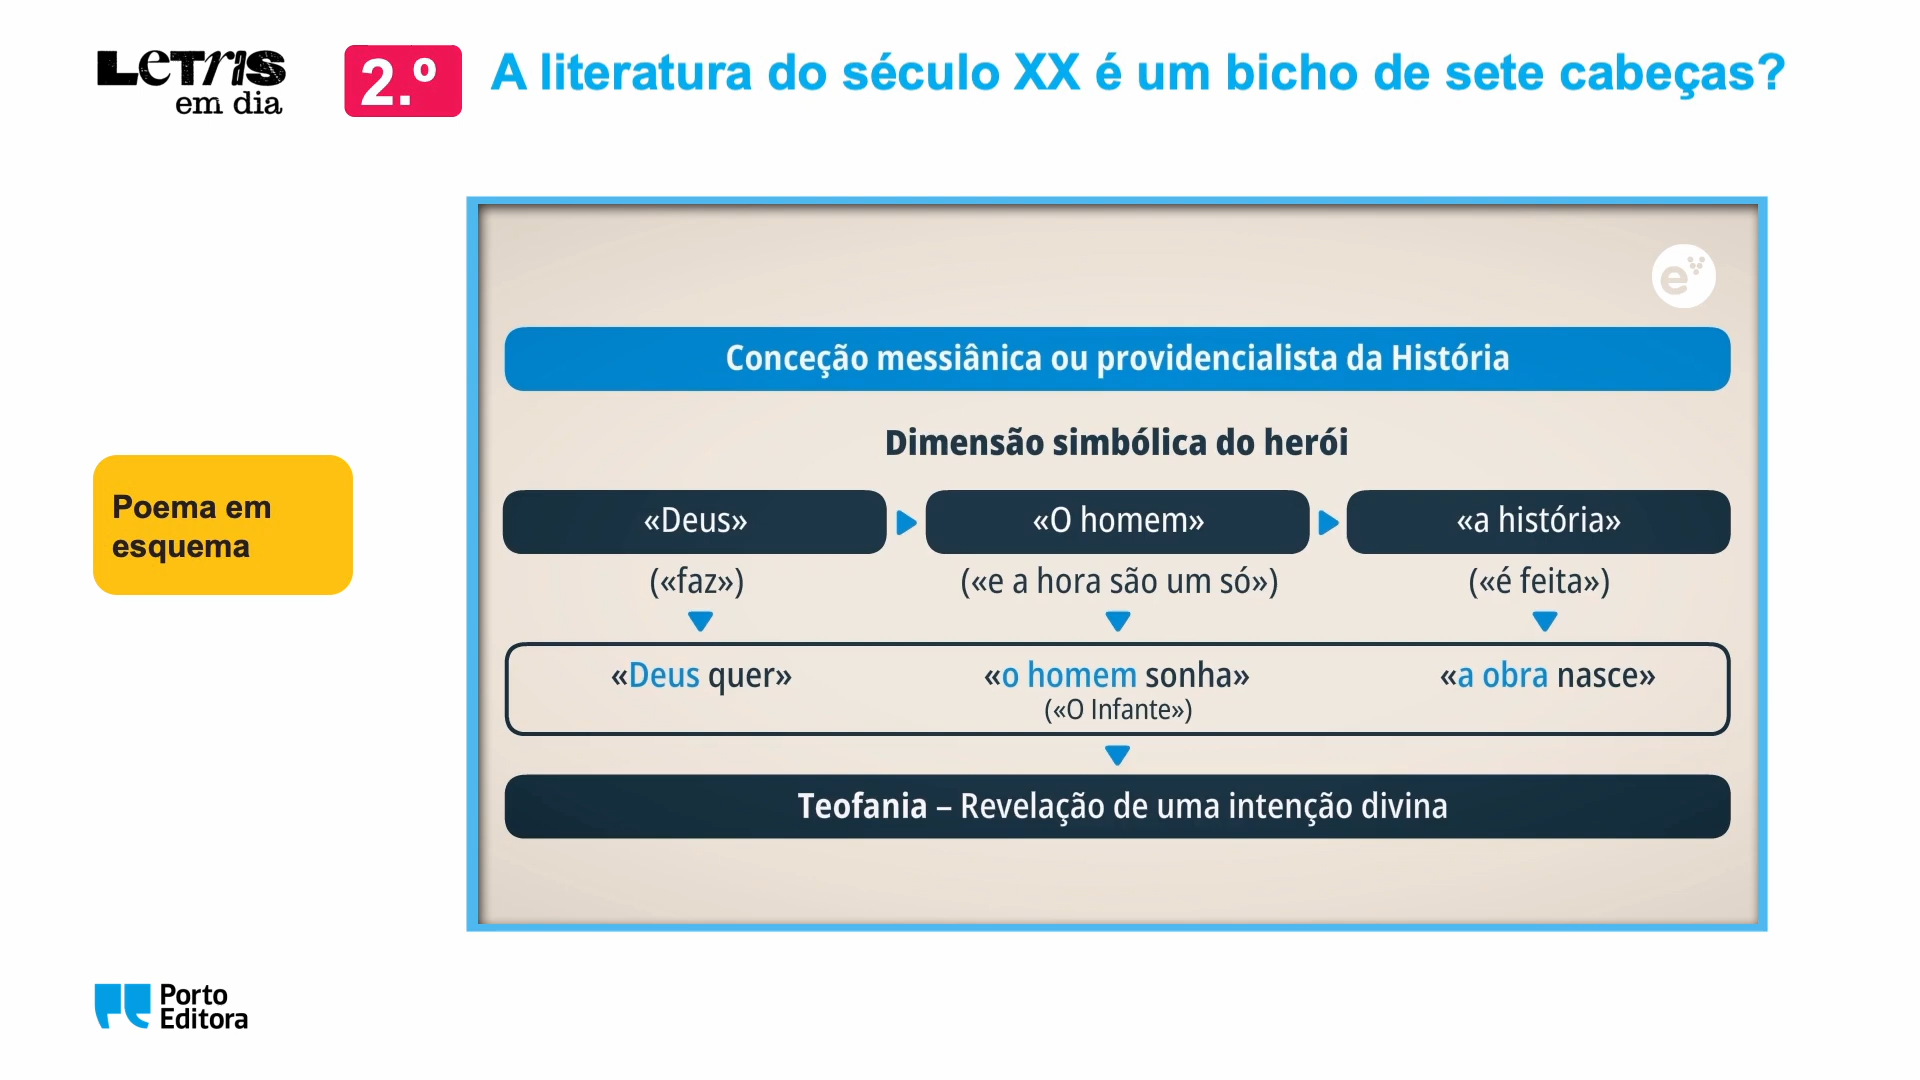 LETRAS
em dia
2.º
A literatura do século XX é um bicho de sete cabeças?
e
Conceção messiânica ou providencialista da História
Dimensão simbólica do herói
«Deus»
«O homem»
«a história»
(«faz»)
(«e a hora são um só»)
(«é feita»)
Poema em
esquema
«Deus quer»
«o homem sonha»
«a obra nasce»
(«O Infante»)
Teofania – Revelação de uma intenção divina
Porto
Editora